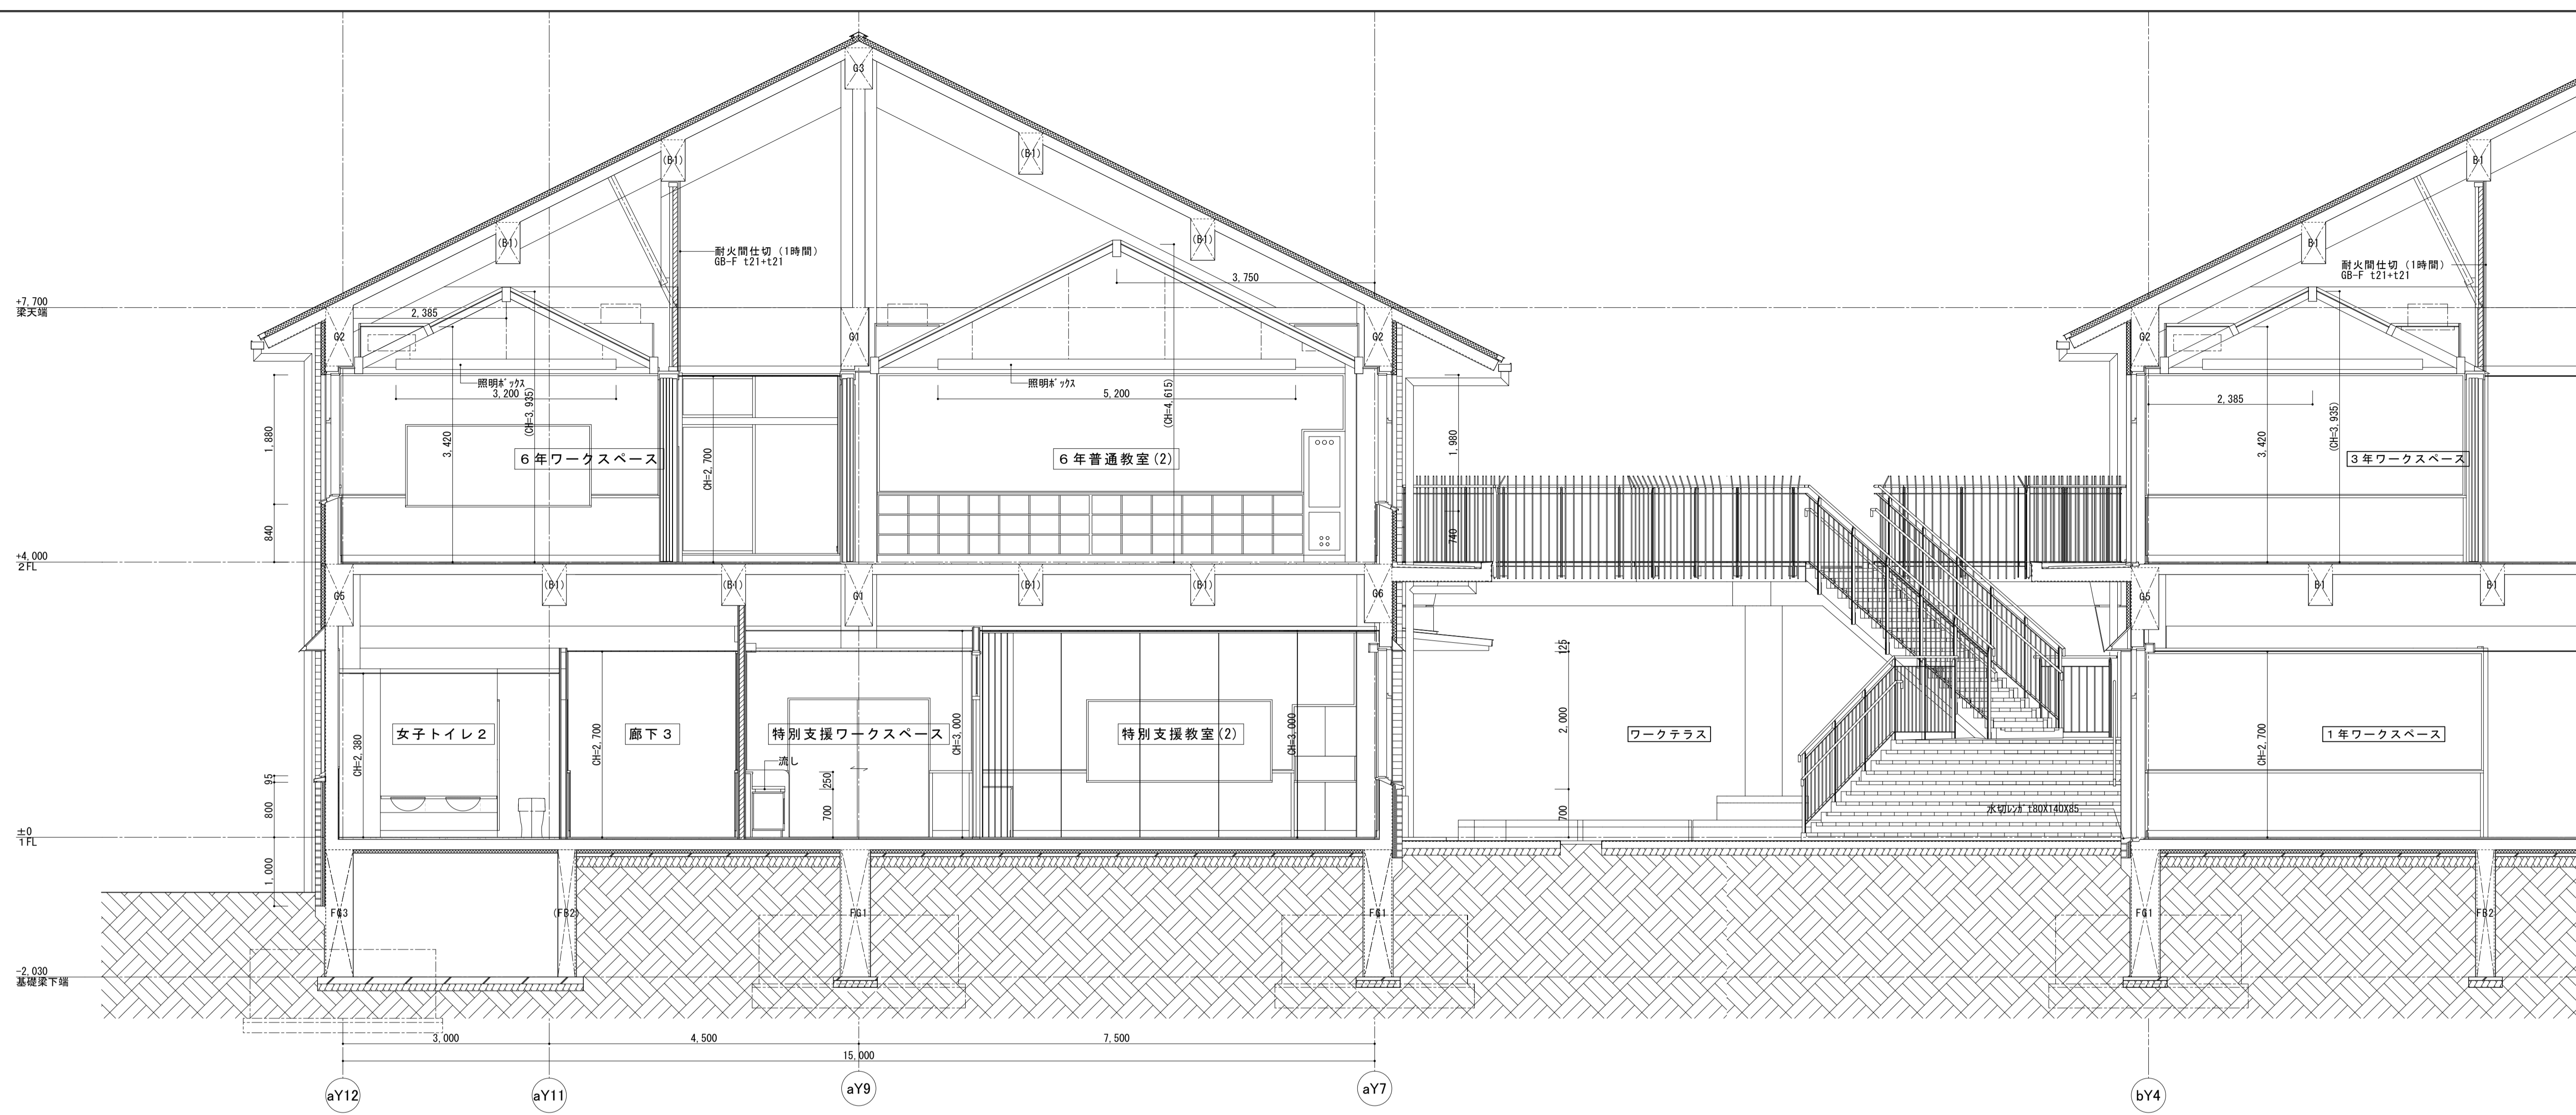 G3
(B1)
(B1)
B1
(B1)
(B1)
B1
耐火間仕切（1時間）
GB-F t21+t21
耐火間仕切（1時間）
GB-F t21+t21
3,750
+7,700
梁天端
2,385
G2
G1
G2
G2
照明ﾎﾞｯｸｽ
3,200
照明ﾎﾞｯｸｽ
5,200
2,385
1,880
3,420
(CH=3,935)
CH=2,700
(CH=4,615)
1,980
3,420
(CH=3,935)
６年ワークスペース
６年普通教室(2)
３年ワークスペース
840
740
+4,000
2FL
G5
(B1)
(B1)
G1
(B1)
(B1)
G6
G5
B1
B1
125
女子トイレ２
廊下３
特別支援ワークスペース
特別支援教室(2)
ワークテラス
１年ワークスペース
CH=2,380
CH=2,700
CH=3,000
CH=3,000
2,000
CH=2,700
流し
95
800
250
700
700
水切ﾚﾝｶﾞ t80X140X85
±0
1FL
1,000
FG3
(FB2)
FG1
FG1
FG1
FB2
-2,030
基礎梁下端
3,000
4,500
7,500
15,000
aY12
aY11
aY9
aY7
bY4